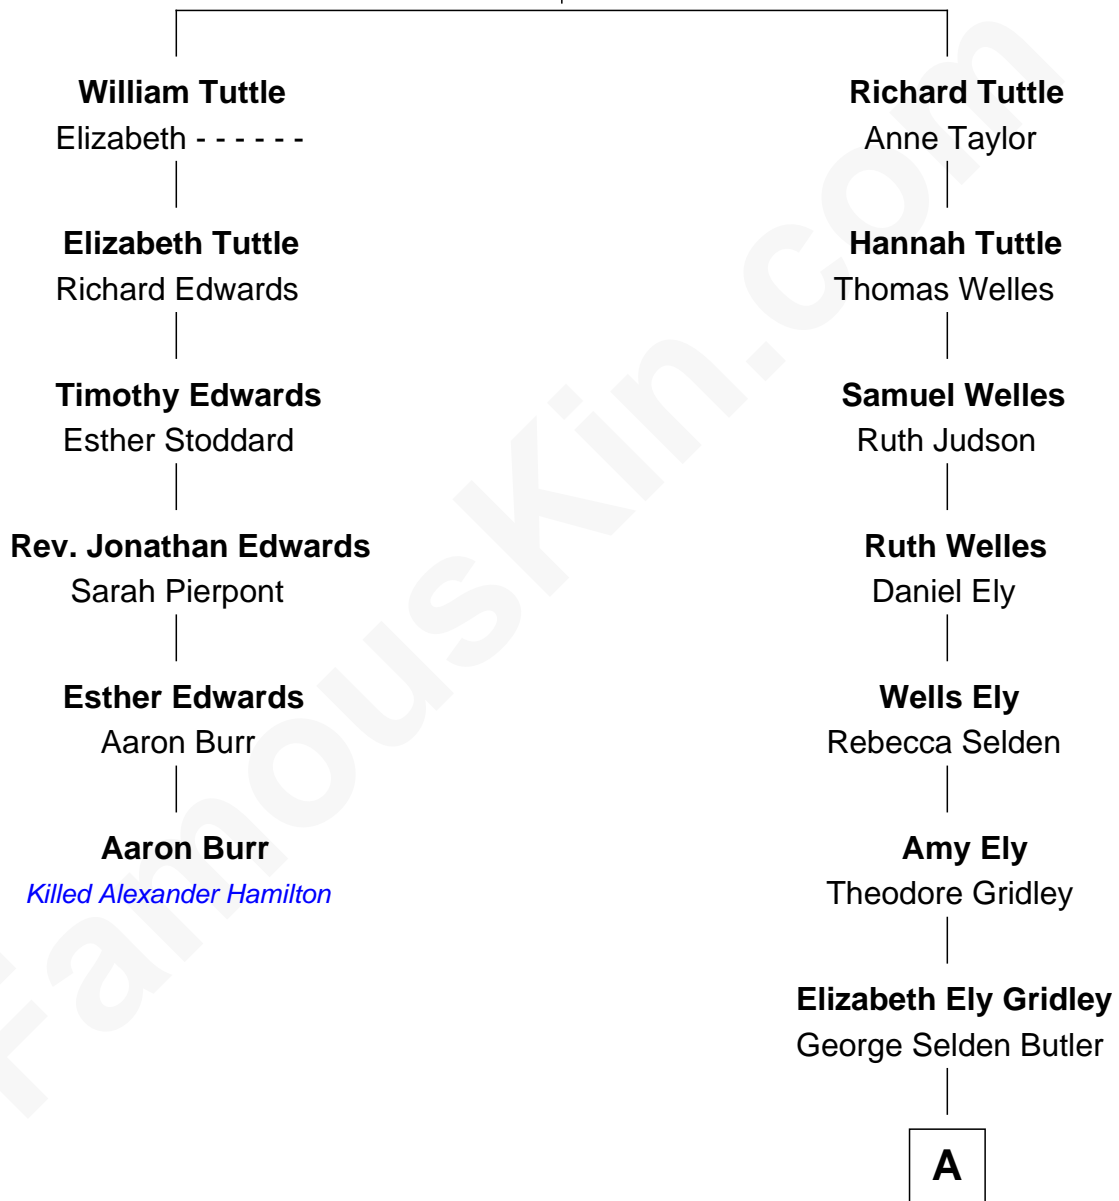 William Tuttle
Elizabeth - - - - - -
Elizabeth Tuttle
Richard Edwards
Timothy Edwards
Esther Stoddard
Rev. Jonathan Edwards
Sarah Pierpont
Esther Edwards
Aaron Burr
Aaron Burr
Killed Alexander Hamilton
Richard Tuttle
Anne Taylor
Hannah Tuttle
Thomas Welles
Samuel Welles
Ruth Judson
Ruth Welles
Daniel Ely
Wells Ely
Rebecca Selden
Amy Ely
Theodore Gridley
Elizabeth Ely Gridley
George Selden Butler
A
FamousKin.com